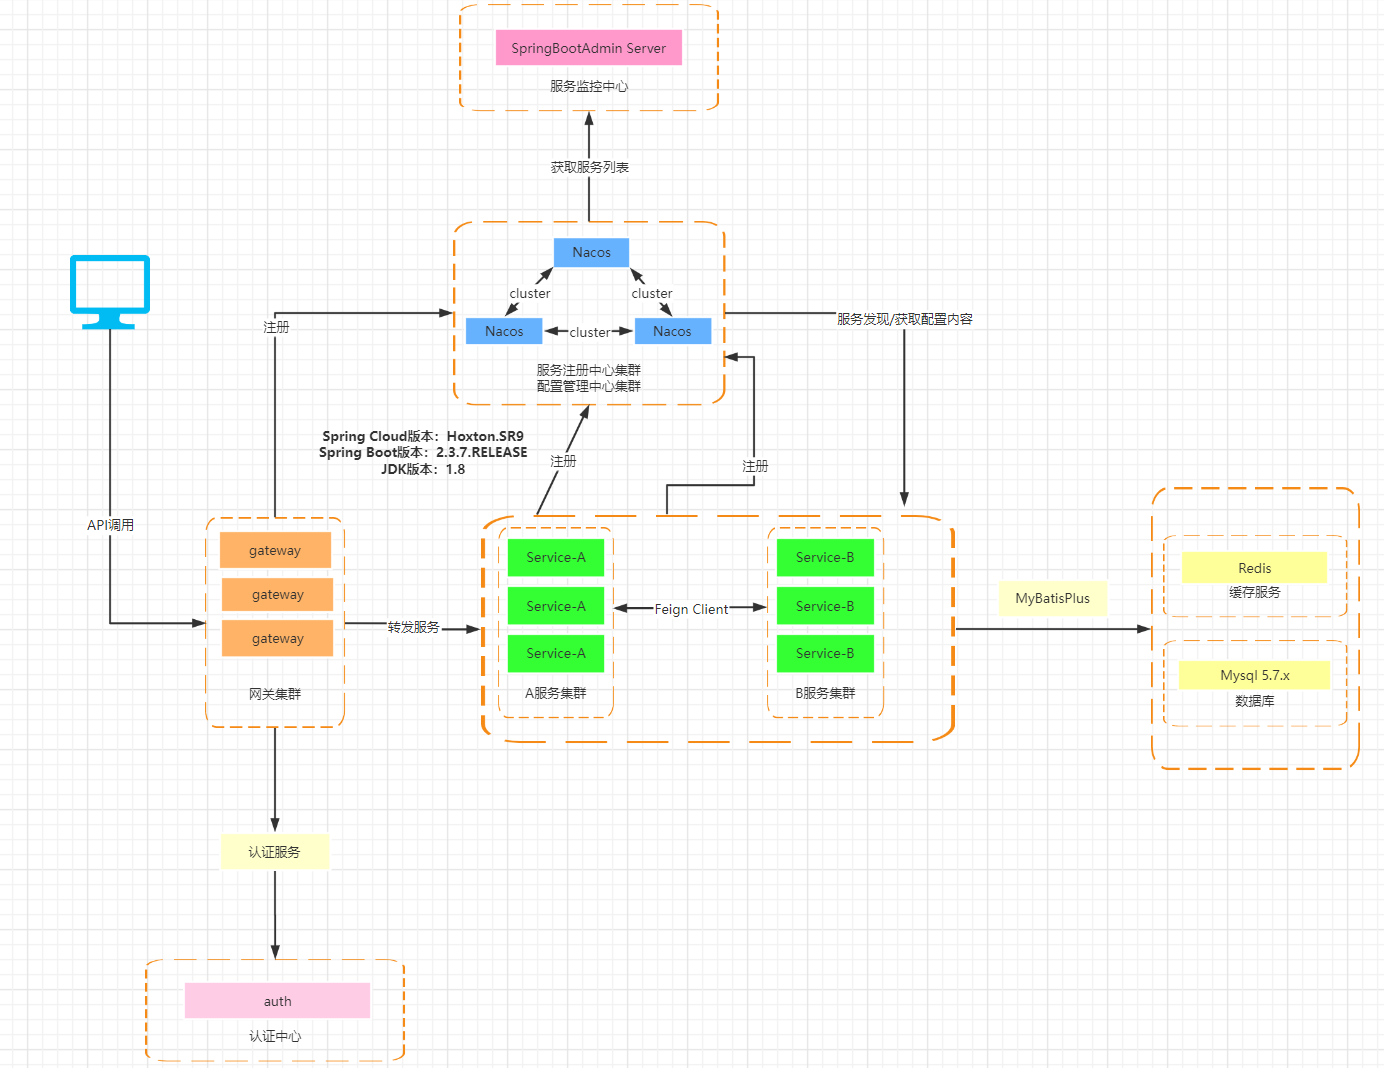 SpringBootAdmin Server
服务监控中心
获取服务列表
Nacos
cluster
cluster
Nacos
cluster
Nacos
服务注册中心集群
配置管理中心集群
注册
服务发现/获取配置内容
Spring Cloud版本：Hoxton.SR9
Spring Boot版本：2.3.7.RELEASE
JDK版本：1.8
注册
注册
API调用
gateway
gateway
gateway
网关集群
转发服务
Service-A
Service-A
Service-A
A服务集群
Feign Client
Service-B
Service-B
Service-B
B服务集群
MyBatisPlus
Redis
缓存服务
Mysql 5.7.x
数据库
认证服务
auth
认证中心